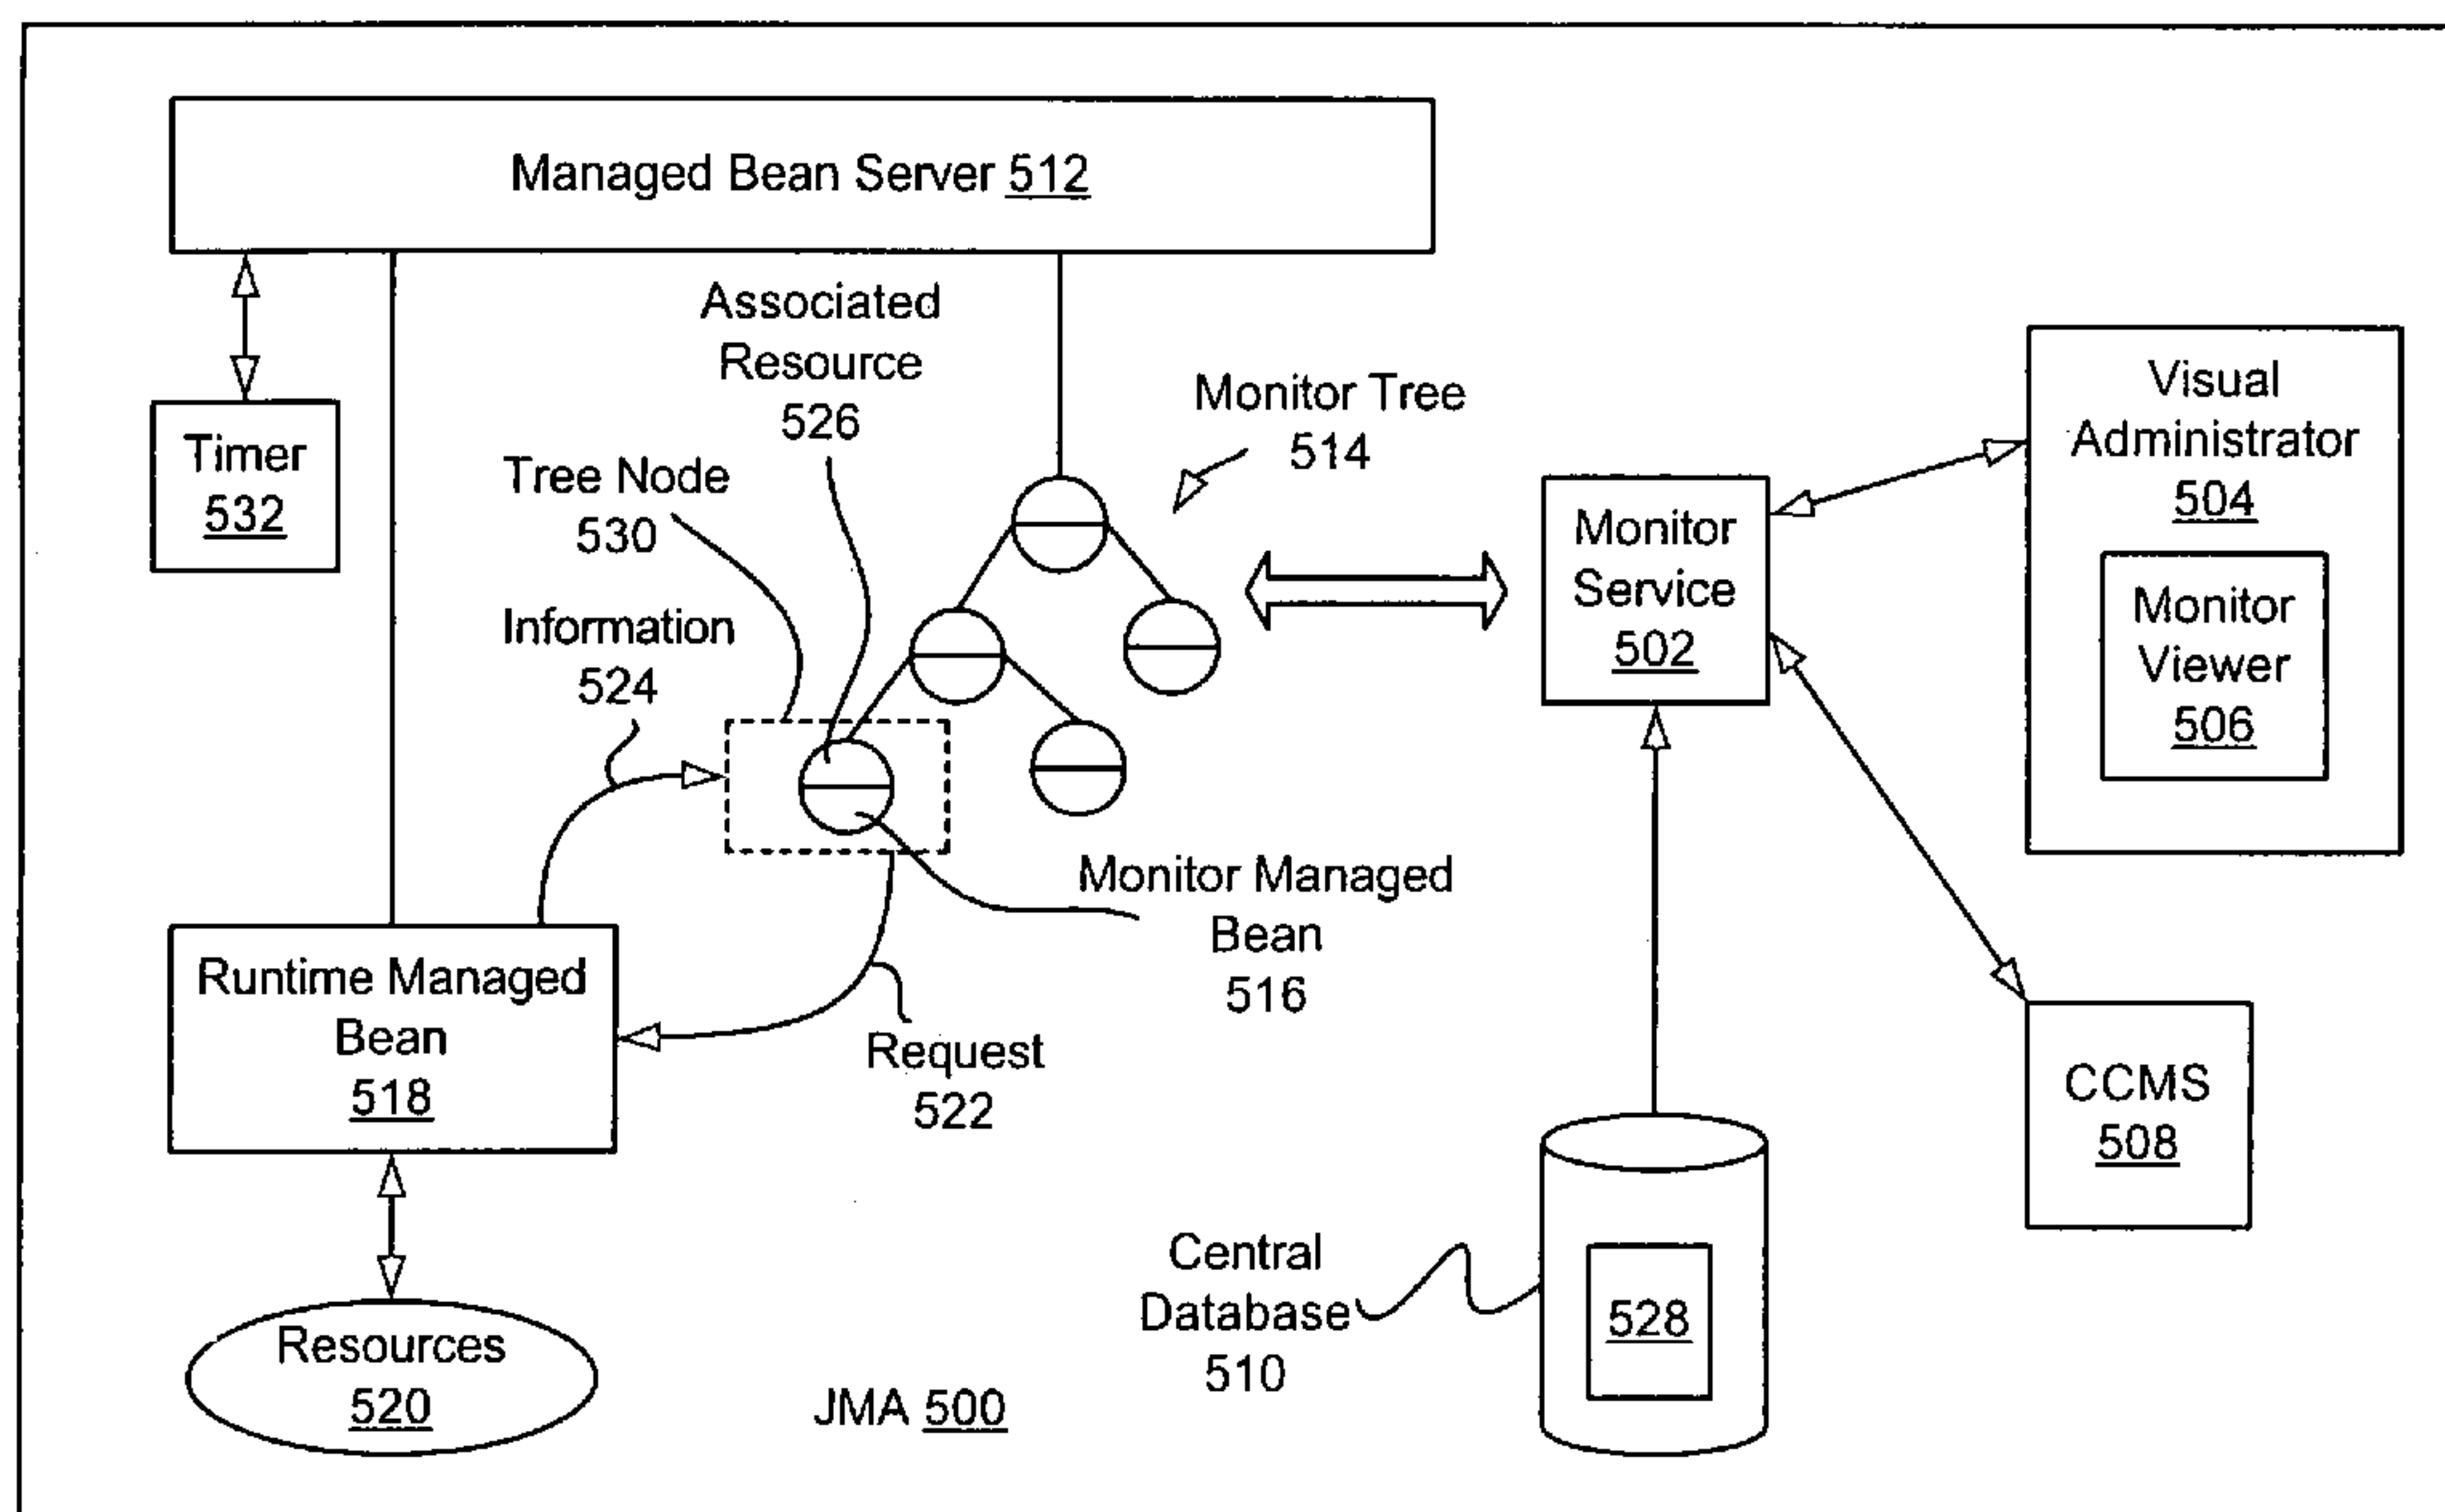 Managed Bean Server 512
Associated
Resource
526
Monitor Tree
514
Timer
532
Tree Node
530
Information
524
Monitor
Service
502
Visual
Administrator
504
Monitor
Viewer
506
Monitor Managed
Bean
516
Runtime Managed
Bean
518
Request
522
CCMS
508
Central
Database
510
528
Resources
520
JMA 500